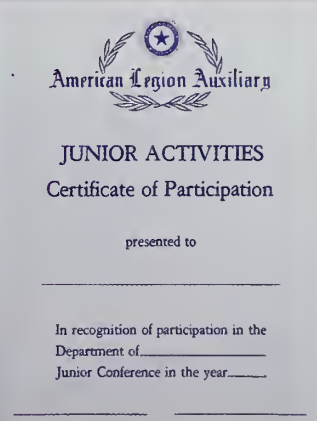 American Legion Auxiliary
JUNIOR ACTIVITIES
Certificate of Participation
presented to
In recognition of participation in the
Department of
Junior Conference in the year